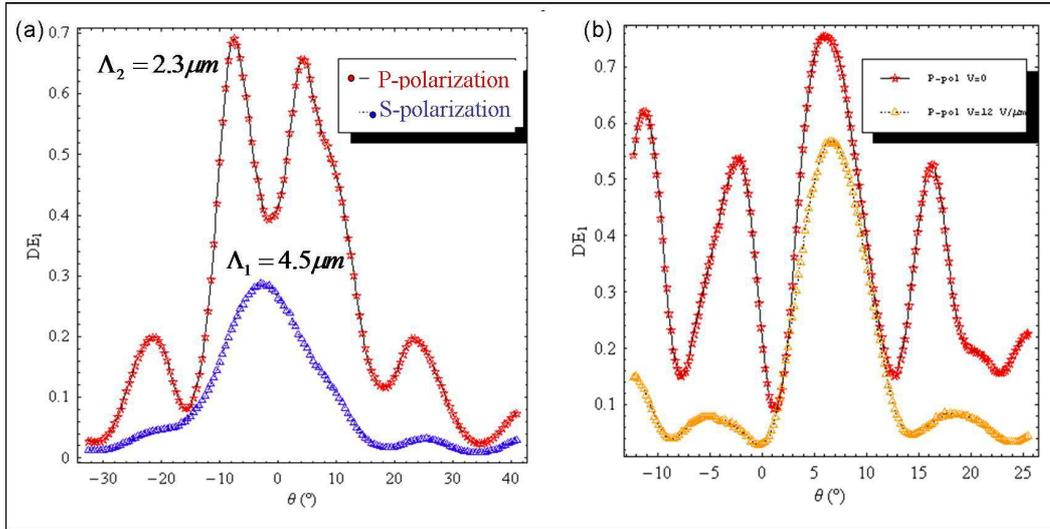 (a)
0.7
0.6
0.5
0.4
0.3
0.2
0.1
0
DE1
Λ2 = 2.3μm
P-polarization
S-polarization
Λ1 = 4.5μm
−30 −20 −10 0 10 20 30 40
θ (°)
(b)
0.7
0.6
0.5
0.4
0.3
0.2
0.1
DE1
P-pol V=0
P-pol V=12 V/μm
−10 −5 0 5 10 15 20 25
θ (°)